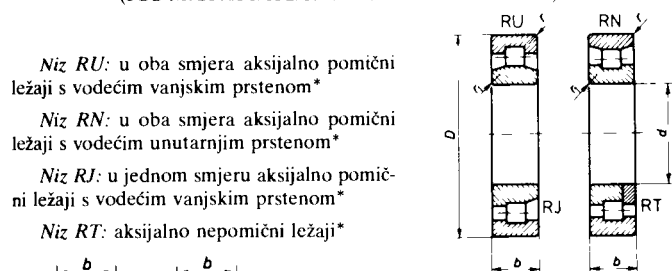 Niz RU: u oba smjera aksijalno pomični
ležaji s vodećim vanjskim prstenom*
Niz RN: u oba smjera aksijalno pomični
ležaji s vodećim unutarnjim prstenom*
Niz RJ: u jednom smjeru aksijalno pomič-
ni ležaji s vodećim vanjskim prstenom*
Niz RT: aksijalno nepomični ležaji*
b b
RU RN
r r
D d
RJ RT
b b